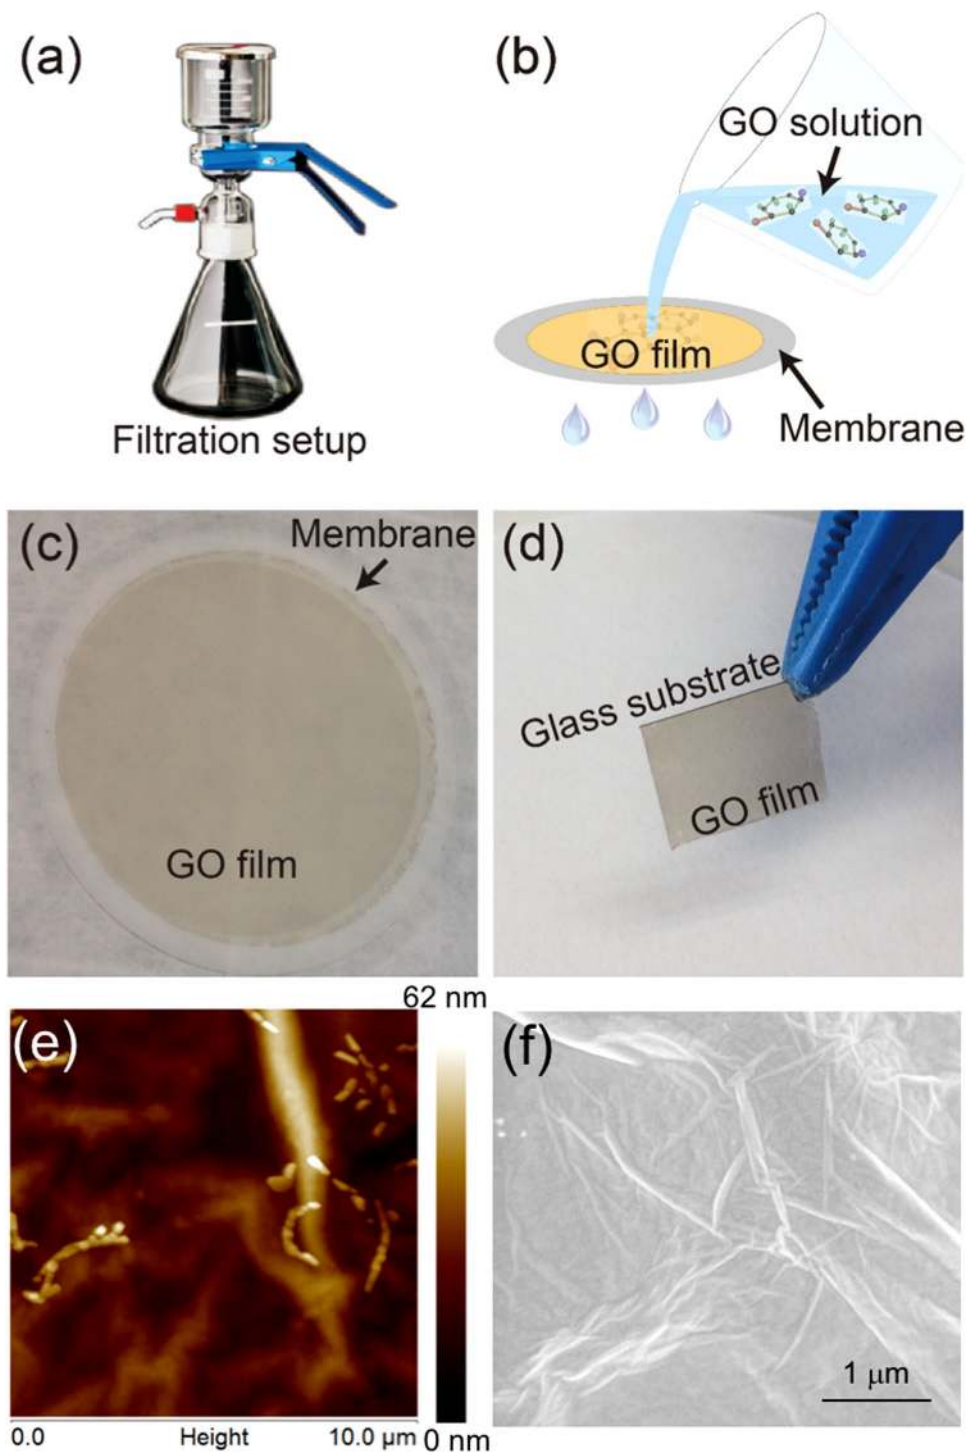 (a)
Filtration setup
(b)
GO solution
GO film
Membrane
(c)
Membrane
GO film
(d)
Glass substrate
GO film
(e)
62 nm
0 nm
0.0 Height 10.0 μm
(f)
1 μm